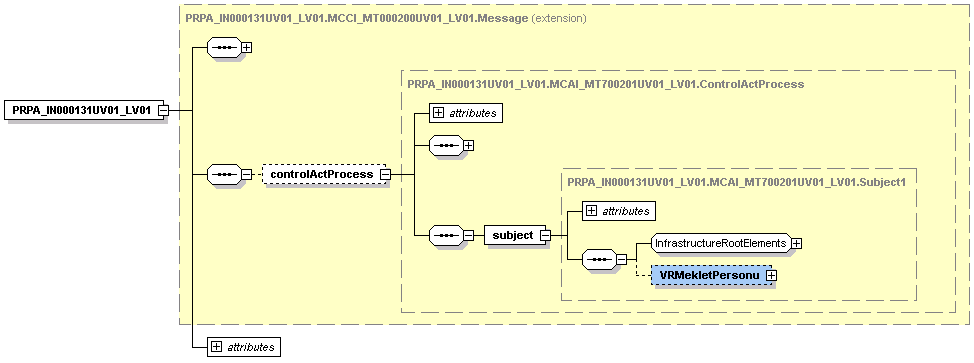 PRPA_IN000131UV01_LV01.MCCI_MT000200UV01_LV01.Message (extension)
PRPA_IN000131UV01_LV01.MCAI_MT700201UV01_LV01.ControlActProcess
PRPA_IN000131UV01_LV01
attributes
controlActProcess
PRPA_IN000131UV01_LV01.MCAI_MT700201UV01_LV01.Subject1
attributes
subject
InfrastructureRootElements
VRMekletPersonu
attributes